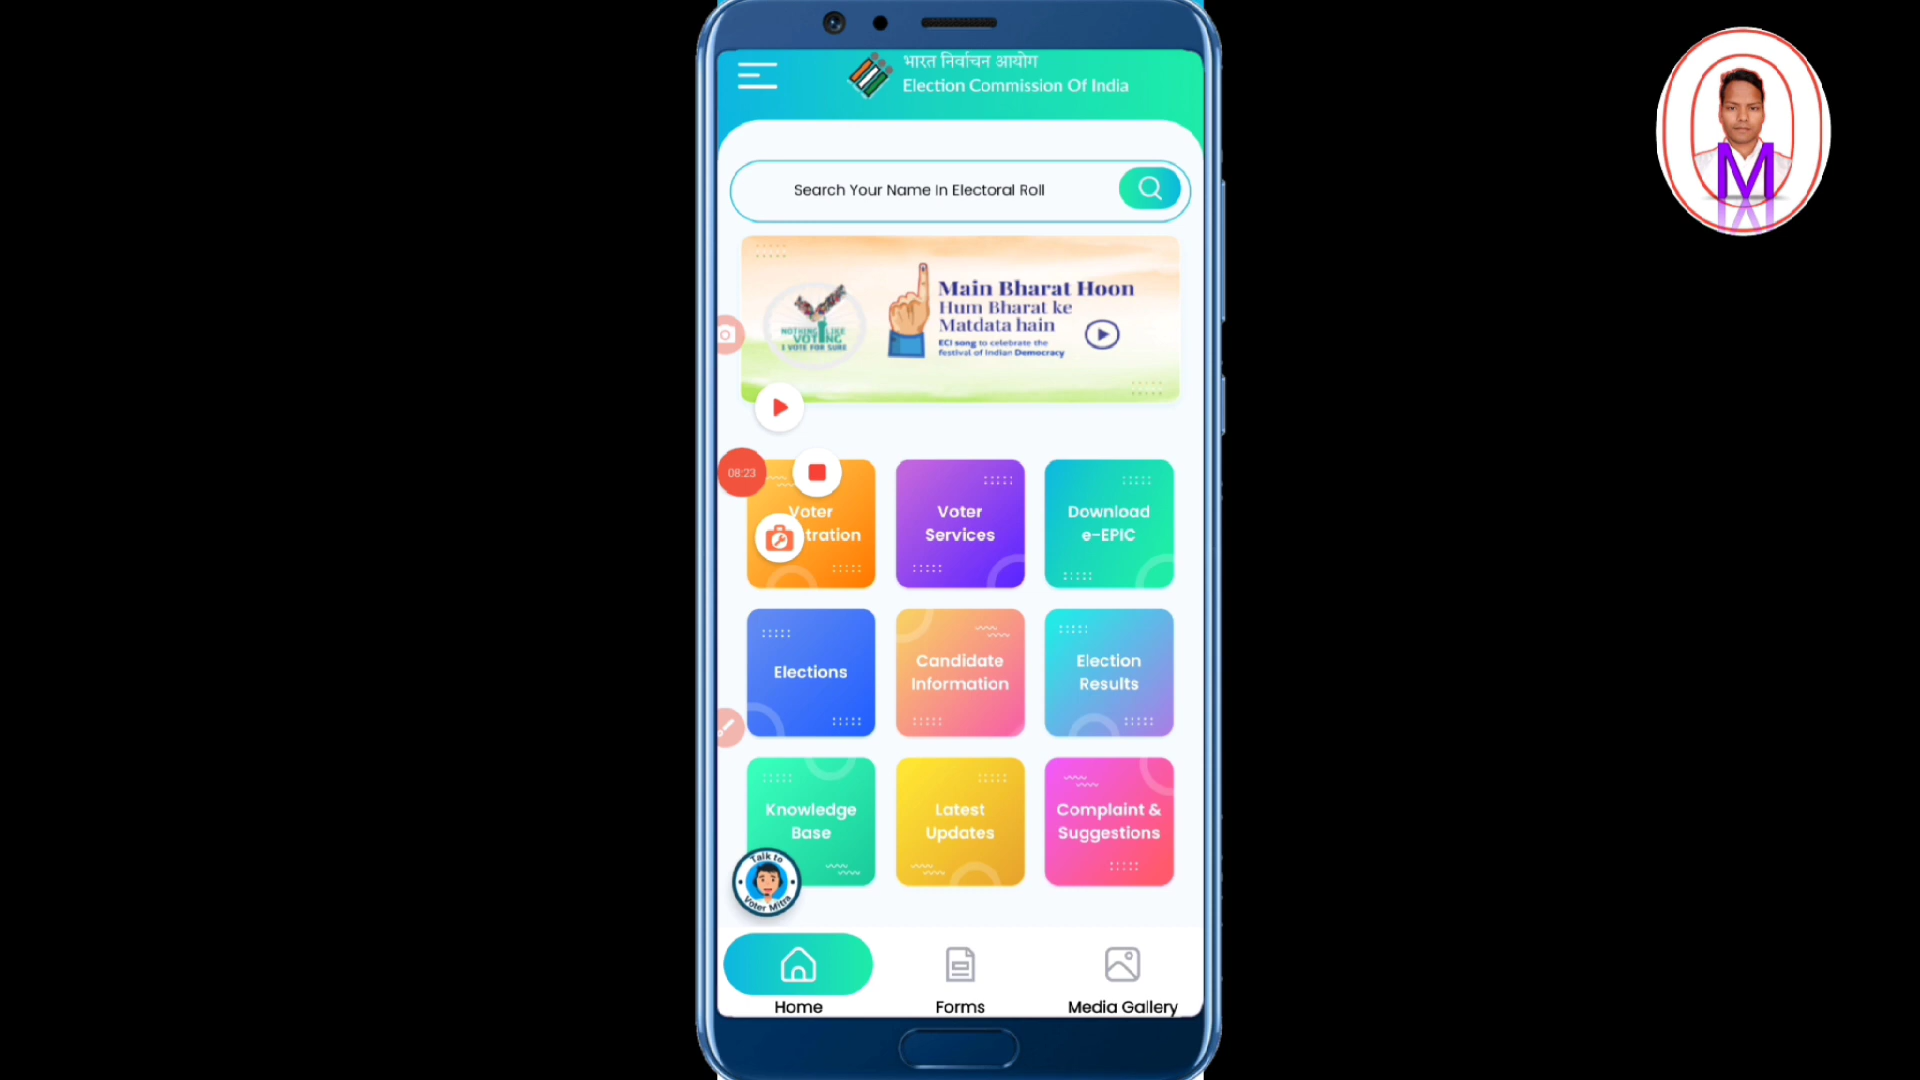 भारत निर्वाचन आयोग
Election Commission Of India
Search Your Name In Electoral Roll
NOTHING LIKE
VOTING
I VOTE FOR SURE
Main Bharat Hoon
Hum Bharat ke
Matdata hain
ECI song to celebrate the
festival of Indian Democracy
08:23
Voter
tration
Voter
Services
Download
e-EPIC
Elections
Candidate
Information
Election
Results
Knowledge
Base
Latest
Updates
Complaint &
Suggestions
Talk to
Voter Mitra
Home
Forms
Media Gallery
M